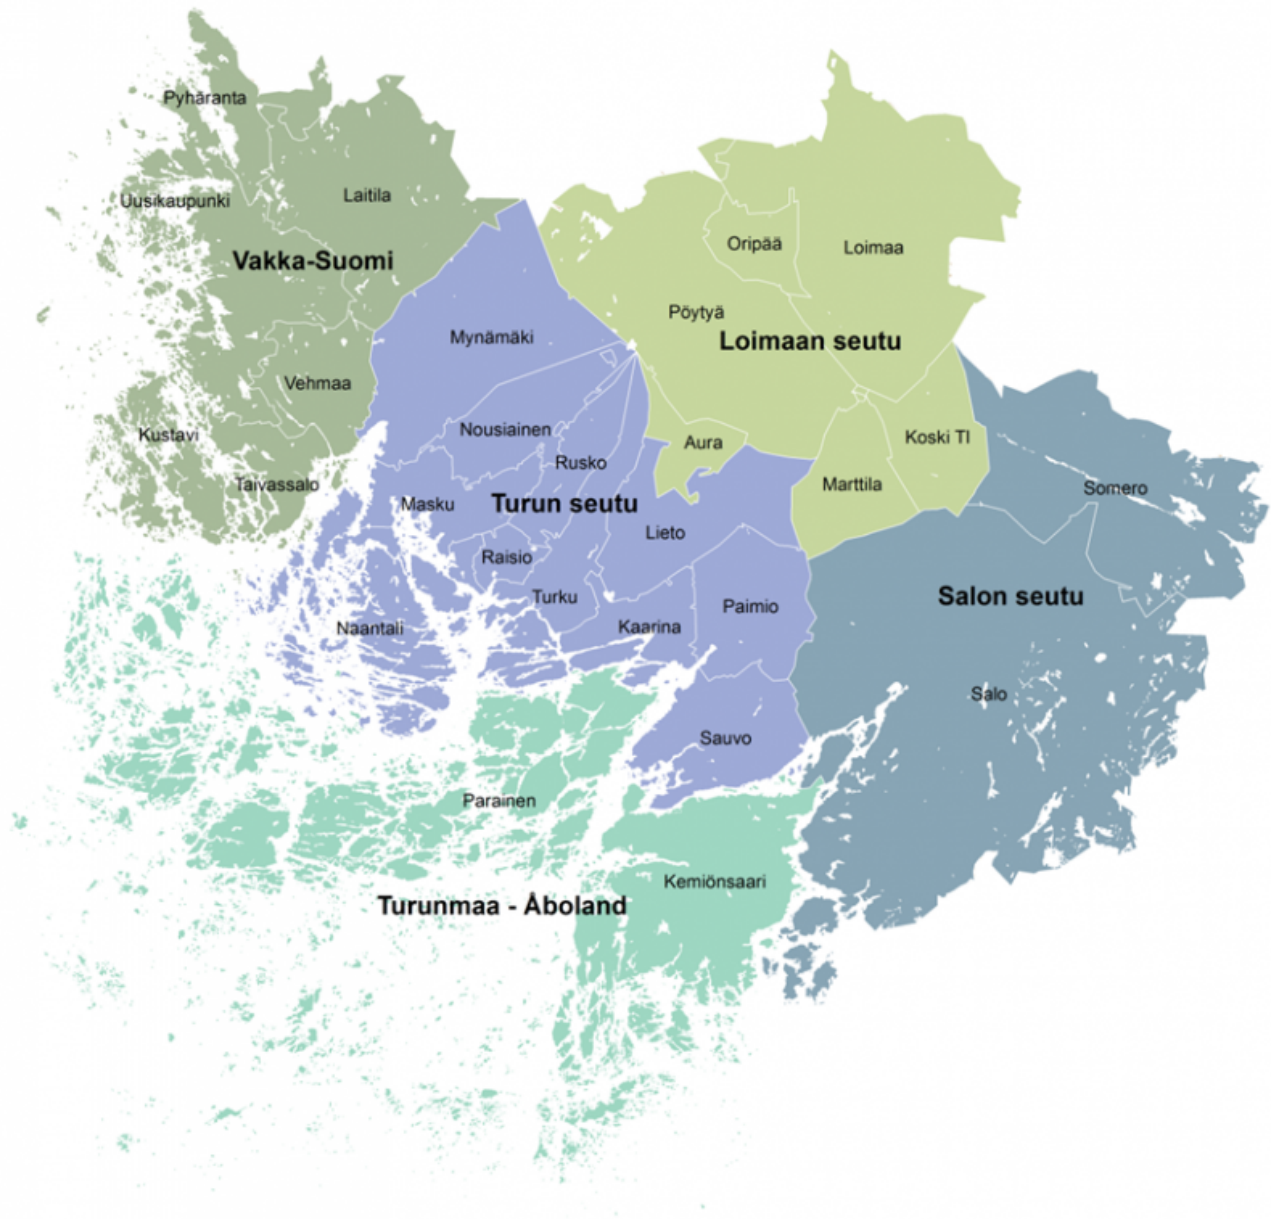 Pyhäranta
Uusikaupunki
Laitila
Vakka-Suomi
Vehmaa
Kustavi
Taivassalo
Oripää
Loimaa
Pöytyä
Loimaan seutu
Aura
Koski Tl
Marttila
Mynämäki
Nousiainen
Rusko
Masku
Turun seutu
Lieto
Raisio
Turku
Paimio
Naantali
Kaarina
Sauvo
Somero
Salon seutu
Salo
Parainen
Kemiönsaari
Turunmaa - Åboland